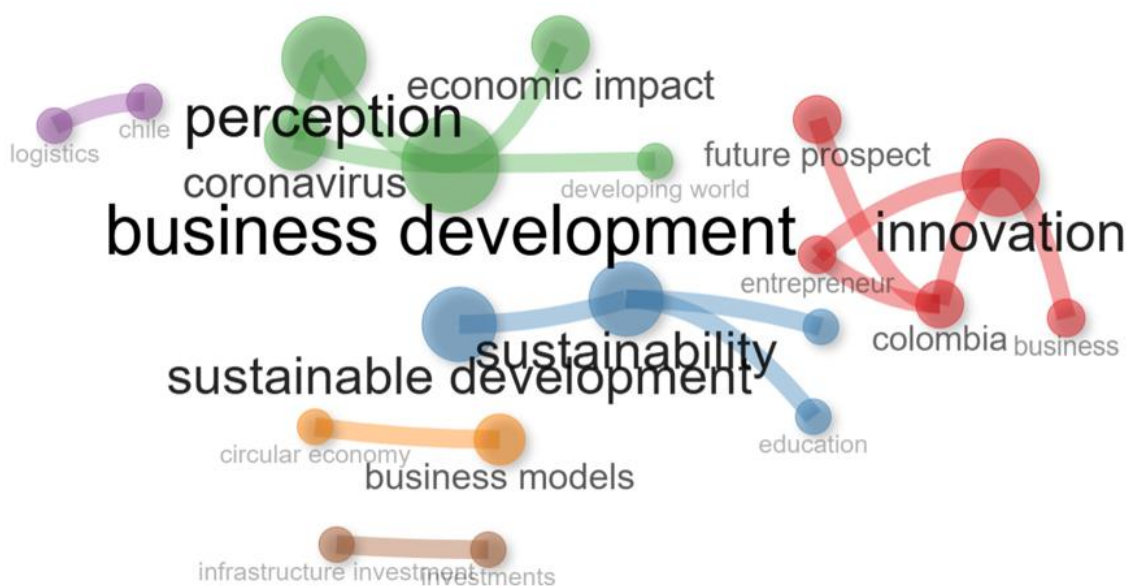 economic impact
perception
chile
logistics
future prospect
coronavirus
developing world
business development
innovation
entrepreneur
colombia
business
sustainability
sustainable development
education
circular economy
business models
infrastructure investment
investments